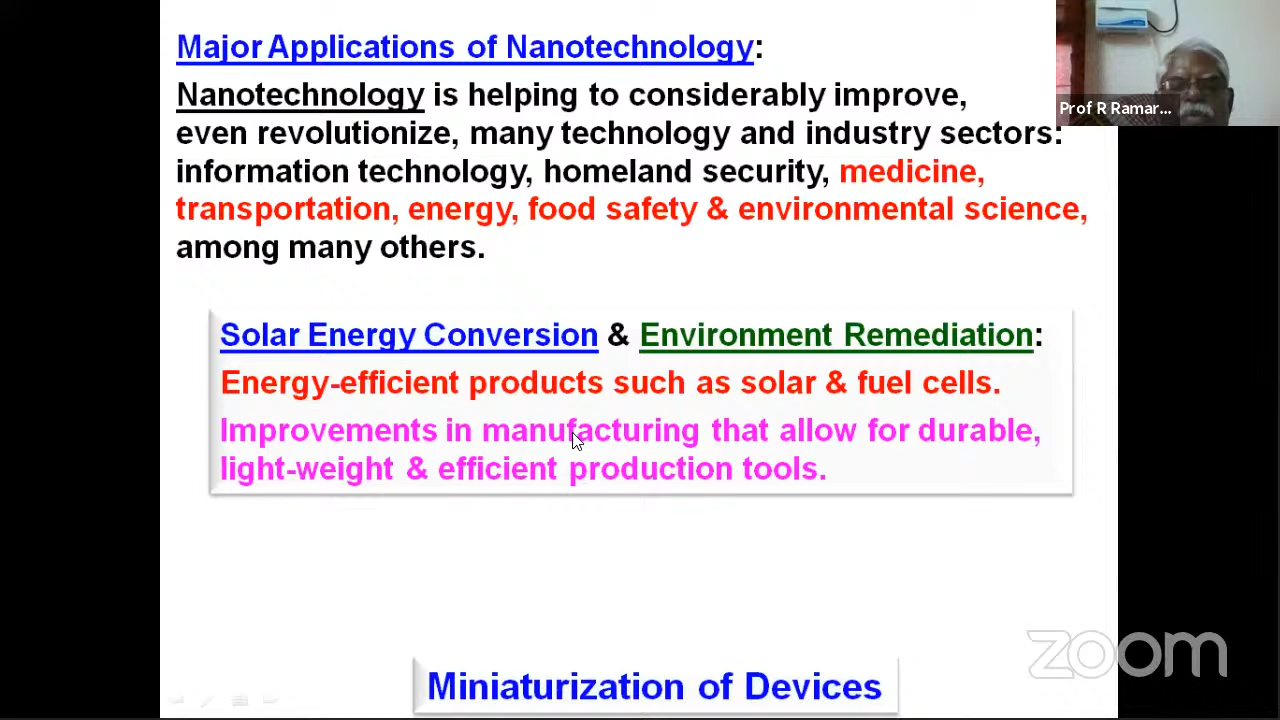 Major Applications of Nanotechnology:
Nanotechnology is helping to considerably improve,
even revolutionize, many technology and industry sectors:
information technology, homeland security, medicine,
transportation, energy, food safety & environmental science,
among many others.
Prof R Ramar...
Solar Energy Conversion & Environment Remediation:
Energy-efficient products such as solar & fuel cells.
Improvements in manufacturing that allow for durable,
light-weight & efficient production tools.
zoom
Miniaturization of Devices